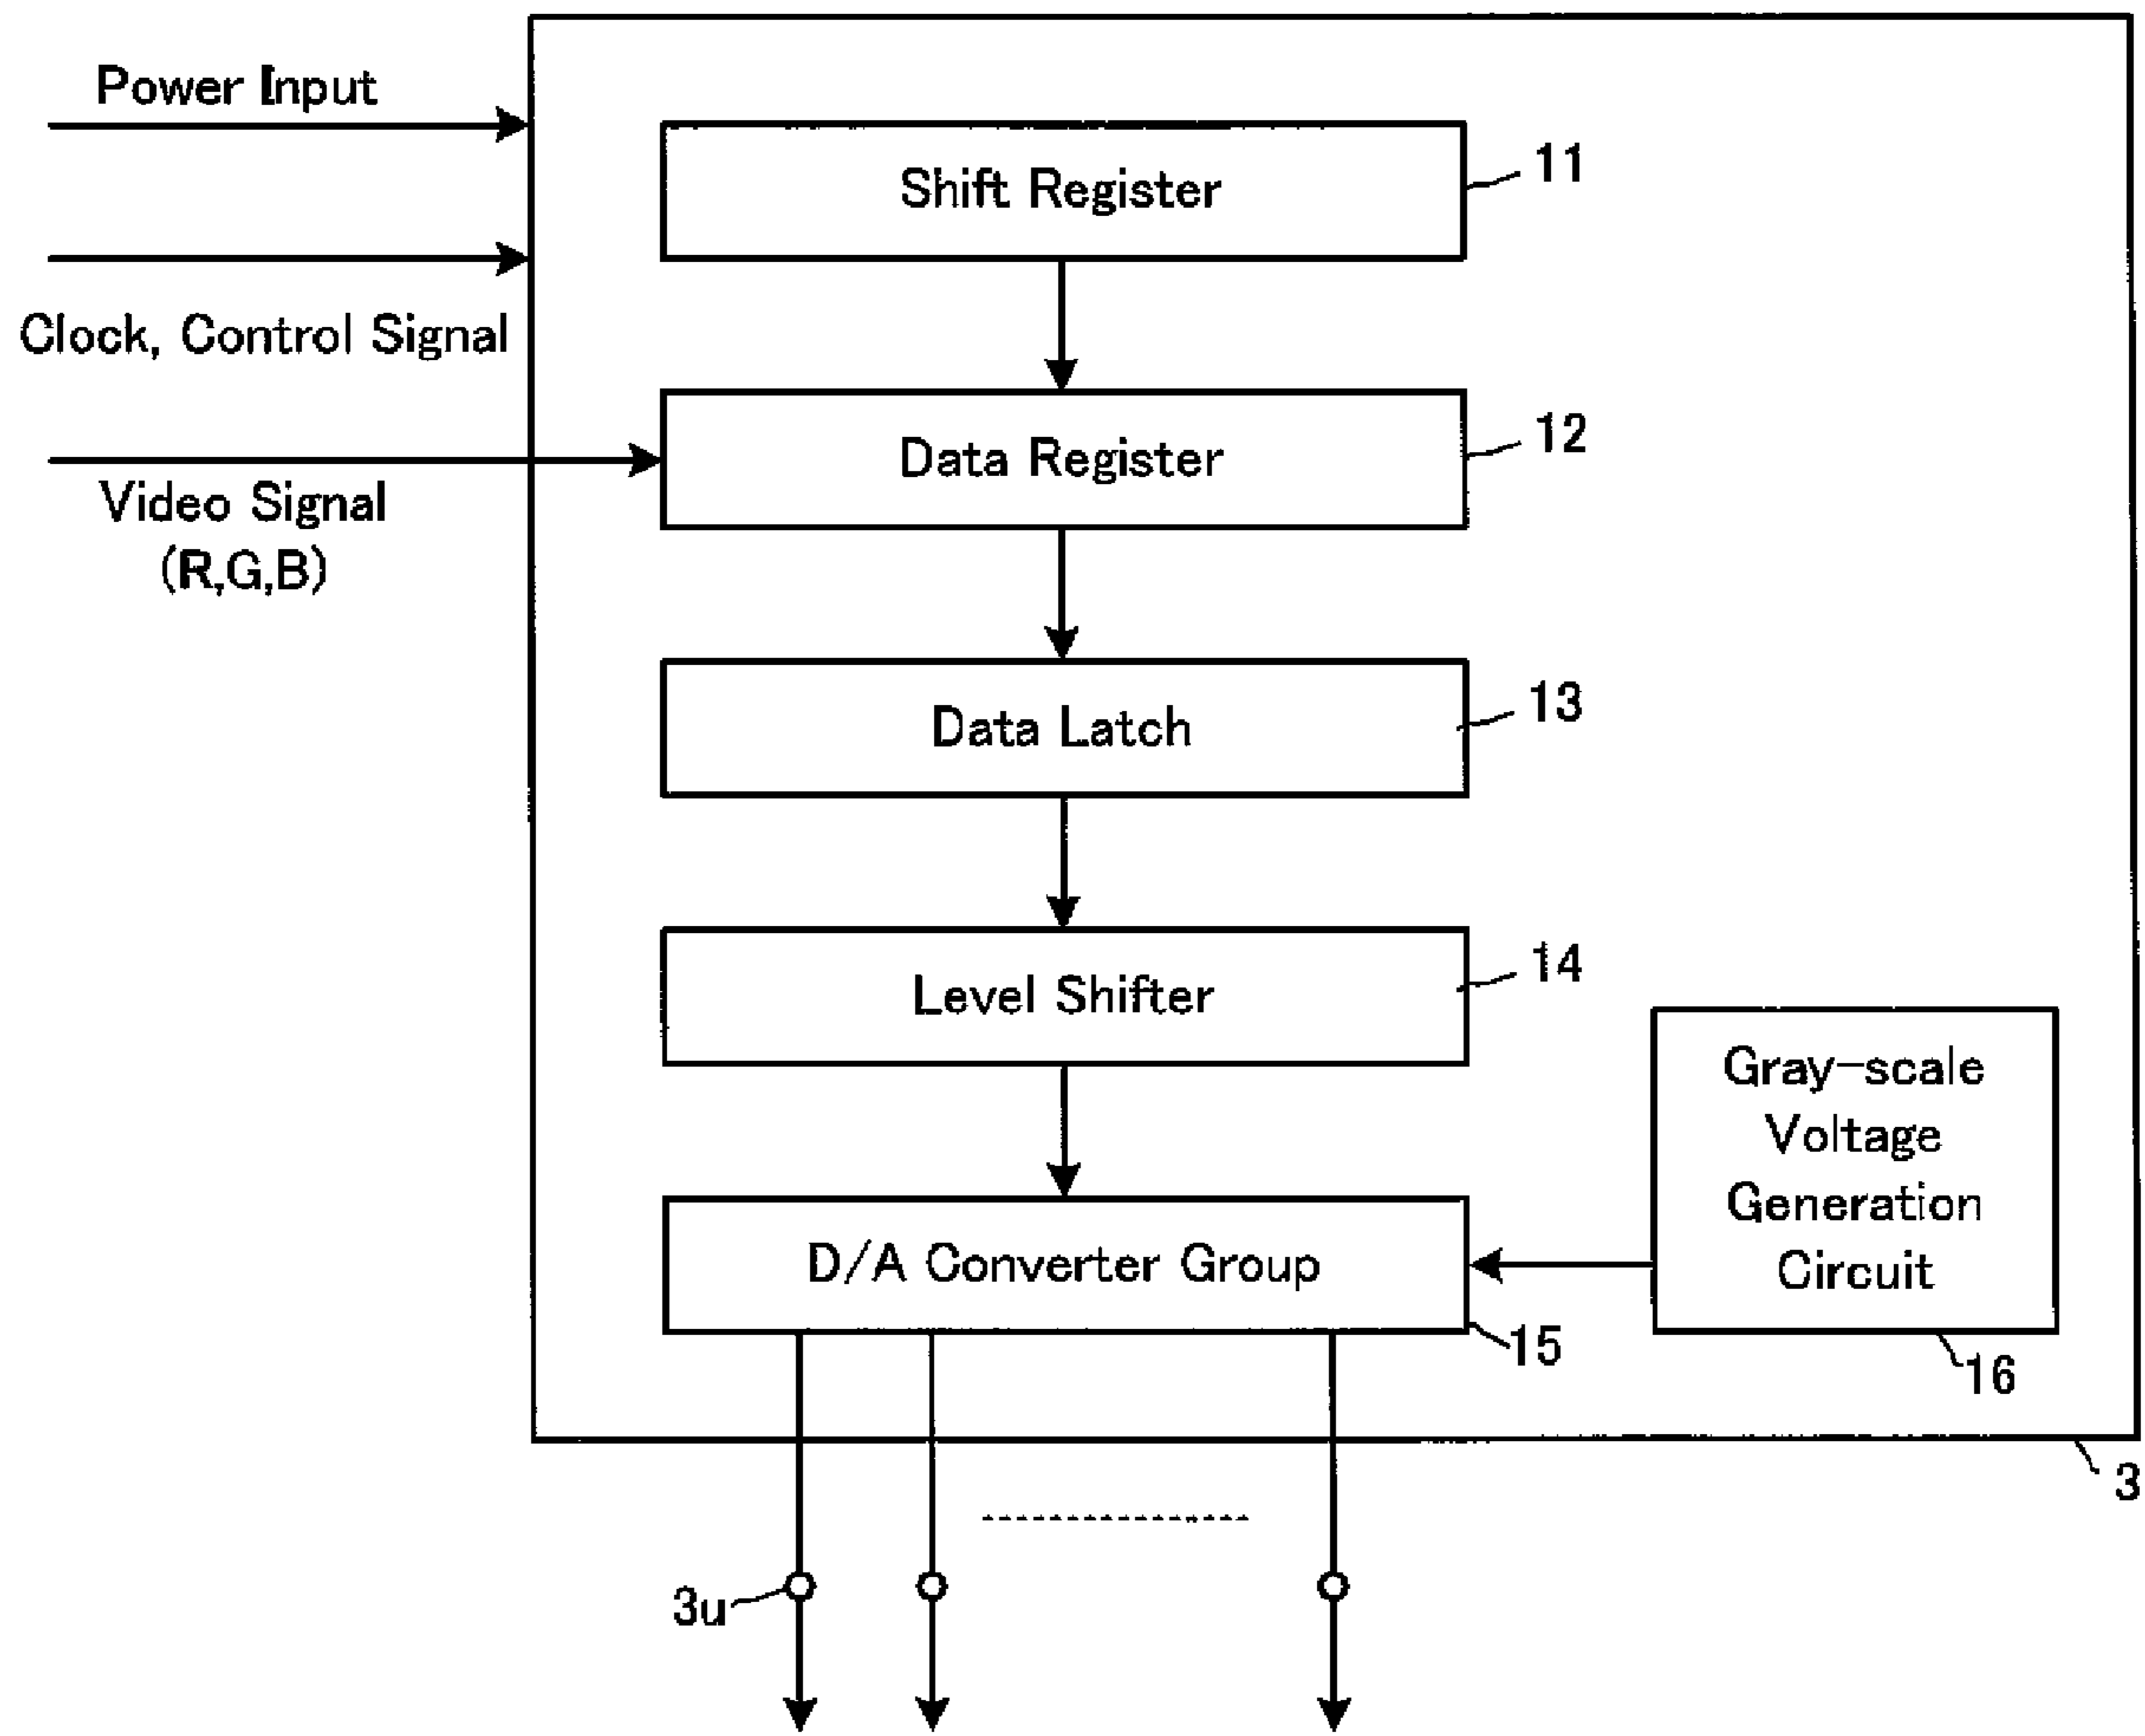 Power Input
Clock, Control Signal
Video Signal
(R,G,B)
Shift Register
11
Data Register
12
Data Latch
13
Level Shifter
14
D/A Converter Group
15
Gray-scale
Voltage
Generation
Circuit
16
3
3u